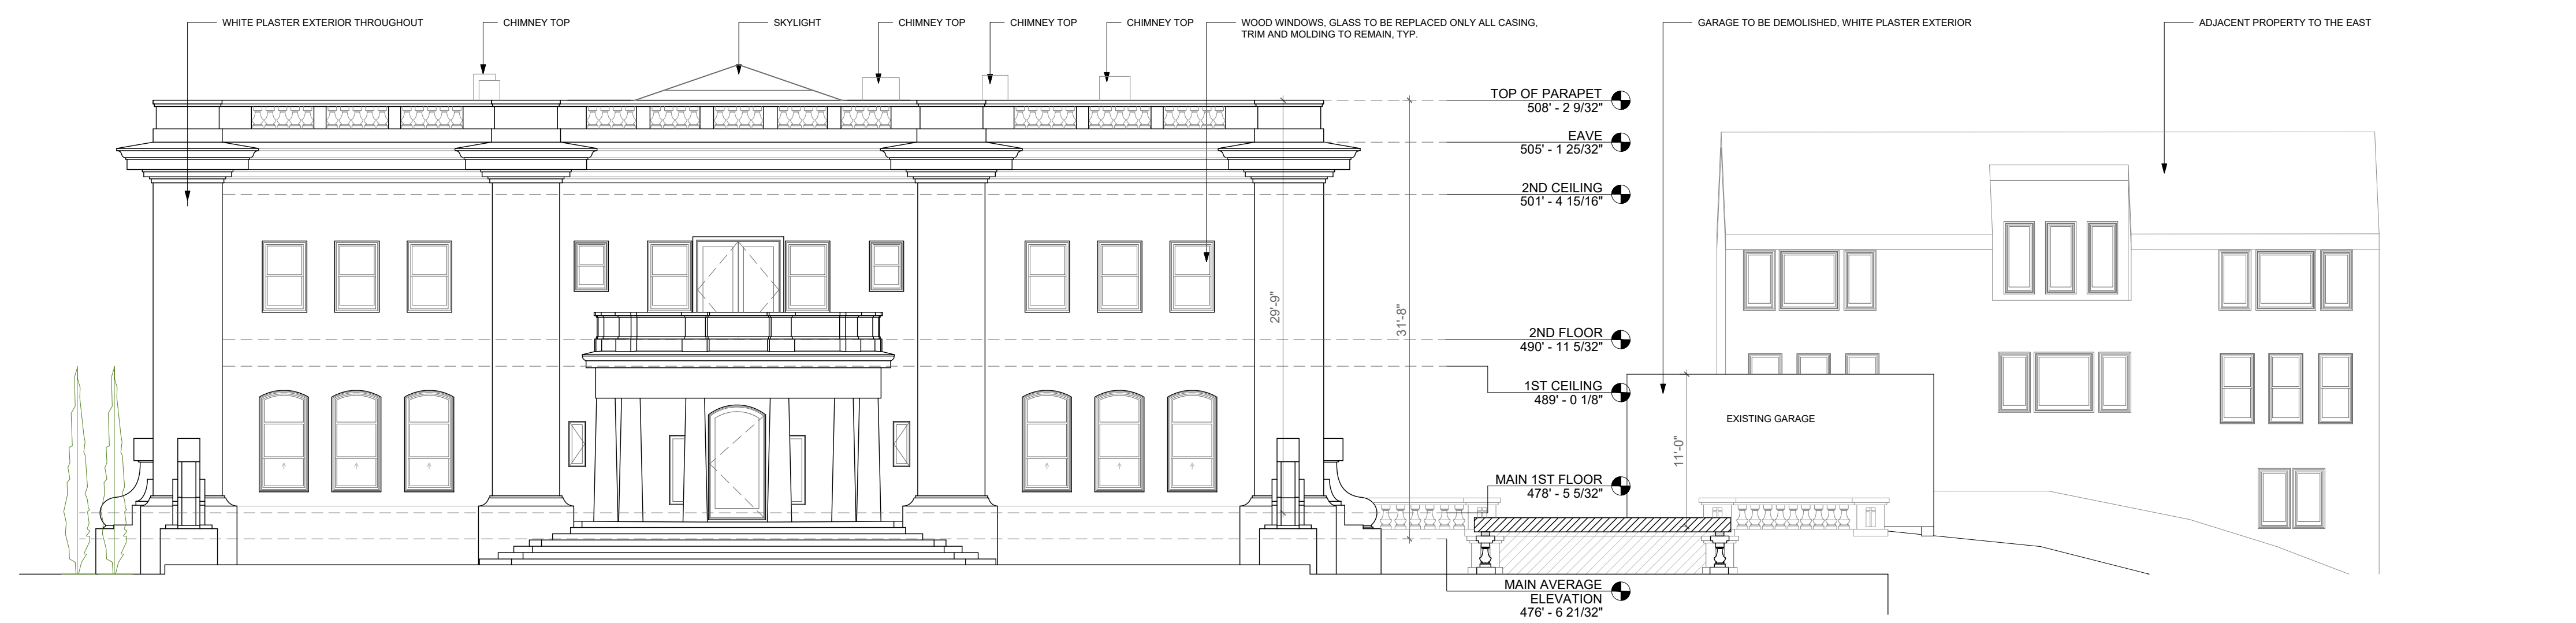 WHITE PLASTER EXTERIOR THROUGHOUT
CHIMNEY TOP
SKYLIGHT
CHIMNEY TOP
CHIMNEY TOP
CHIMNEY TOP
WOOD WINDOWS, GLASS TO BE REPLACED ONLY ALL CASING,
TRIM AND MOLDING TO REMAIN, TYP.
GARAGE TO BE DEMOLISHED, WHITE PLASTER EXTERIOR
ADJACENT PROPERTY TO THE EAST
TOP OF PARAPET
508' - 2 9/32"
EAVE
505' - 1 25/32"
2ND CEILING
501' - 4 15/16"
29'-9"
31'-8"
2ND FLOOR
490' - 11 5/32"
1ST CEILING
489' - 0 1/8"
EXISTING GARAGE
11'-0"
MAIN 1ST FLOOR
478' - 5 5/32"
MAIN AVERAGE
ELEVATION
476' - 6 21/32"